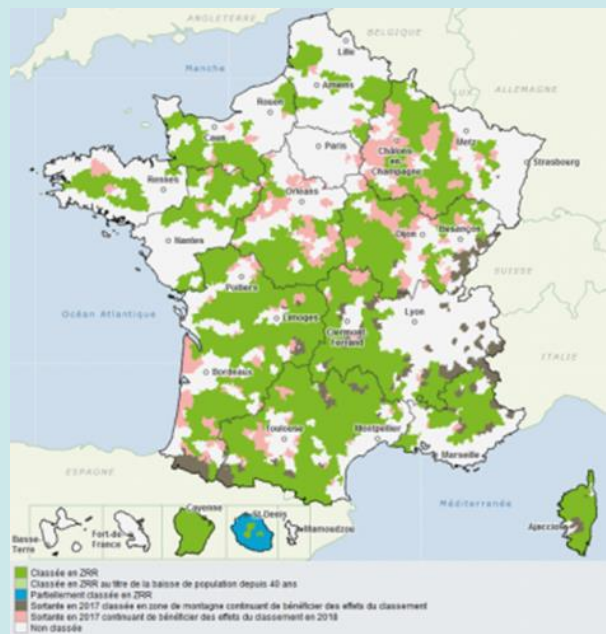 ANGLETERRE
BELGIQUE
Lille
Manche
Amiens
ALLEMAGNE
LUX
Rouen
Caen
Metz
Paris
Châlons
en
Champagne
Strasbourg
Rennes
Orléans
Nantes
Dijon
Besançon
SUISSE
Poitiers
Océan Atlantique
Limoges
Clermont
Ferrand
Lyon
ITALIE
Bordeaux
Toulouse
Montpellier
Marseille
ESPAGNE
Méditerranée
Cayenne
St.Denis
Basse-
Terre
Fort-de-
France
Mamoudzou
Ajaccio
Classée en ZRR
Classée en ZRR au titre de la baisse de population depuis 40 ans
Partiellement classée en ZRR
Sortante en 2017 classée en zone de montagne continuant de bénéficier des effets du classement
Sortante en 2017 continuant de bénéficier des effets du classement en 2018
Non classée